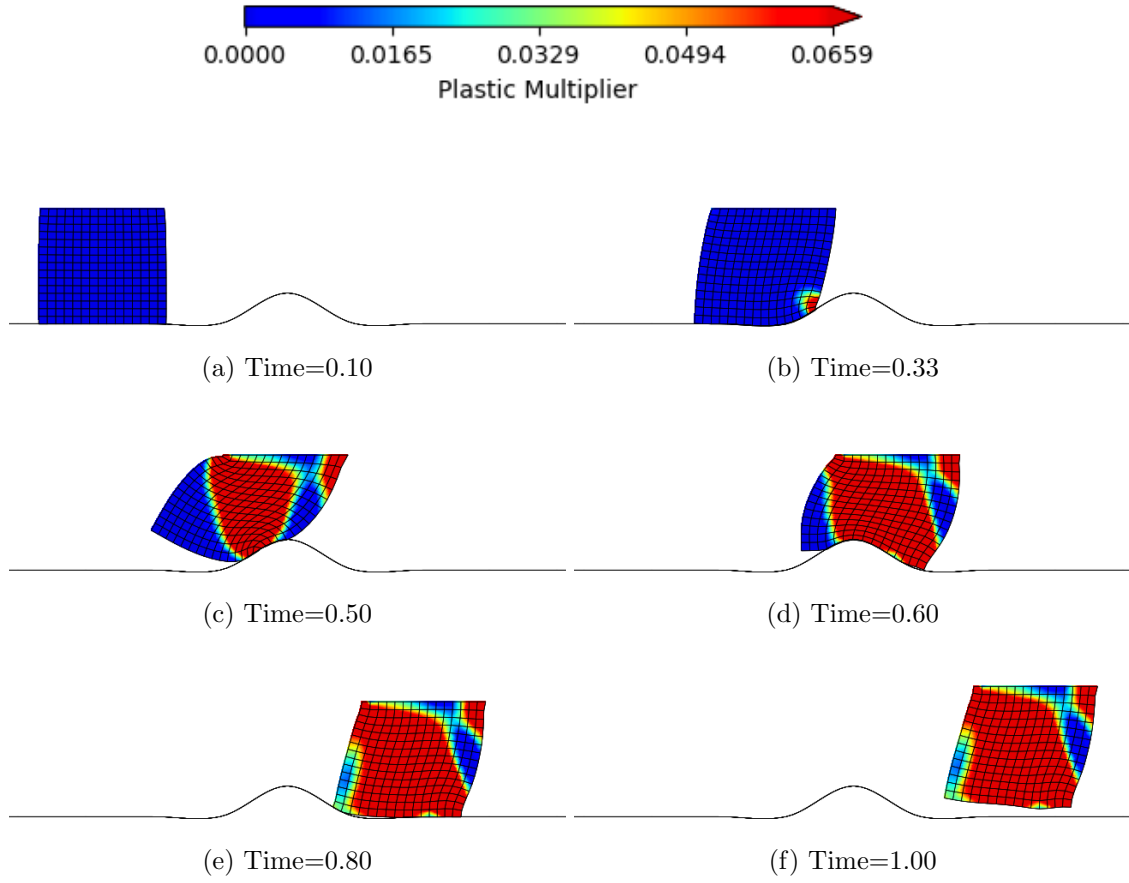 0.0000 0.0165 0.0329 0.0494 0.0659
Plastic Multiplier
(a) Time=0.10
(b) Time=0.33
(c) Time=0.50
(d) Time=0.60
(e) Time=0.80
(f) Time=1.00